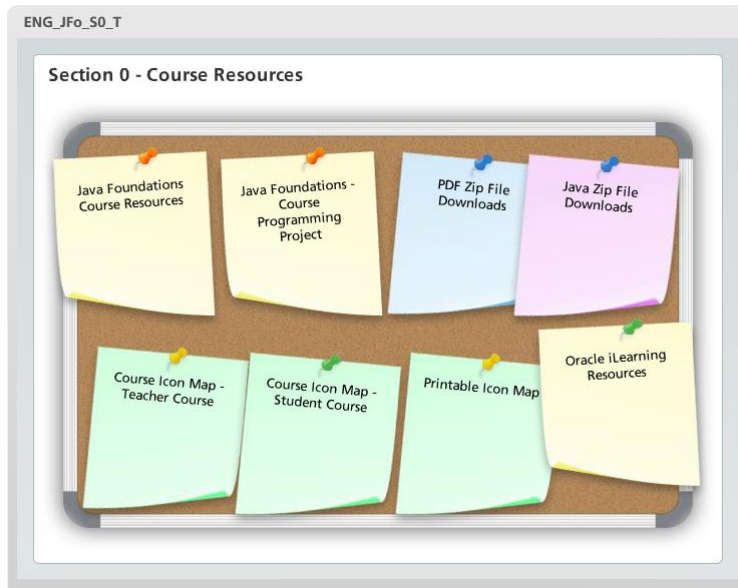 ENG_JFo_S0_T
Section 0 - Course Resources
Java Foundations
Course Resources
Java Foundations -
Course
Programming
Project
PDF Zip File
Downloads
Java Zip File
Downloads
Course Icon Map -
Teacher Course
Course Icon Map -
Student Course
Printable Icon Map
Oracle iLearning
Resources